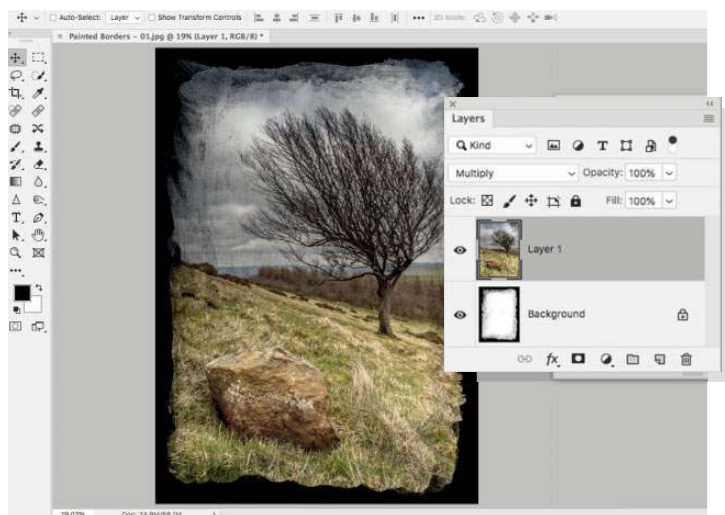 Auto-Select: Layer Show Transform Controls 3D Mode:
× Painted Borders - 01.jpg @ 19% (Layer 1, RGB/8) *
Layers
Kind
Multiply Opacity: 100%
Lock: Fill: 100%
Layer 1
Background
fx